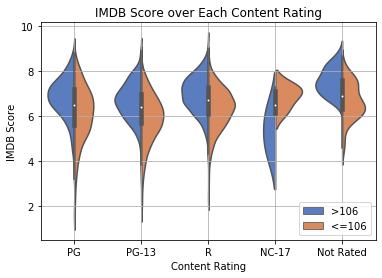 IMDB Score over Each Content Rating
10
8
6
4
2
IMDB Score
PG PG-13 R NC-17 Not Rated
Content Rating
>106
<=106